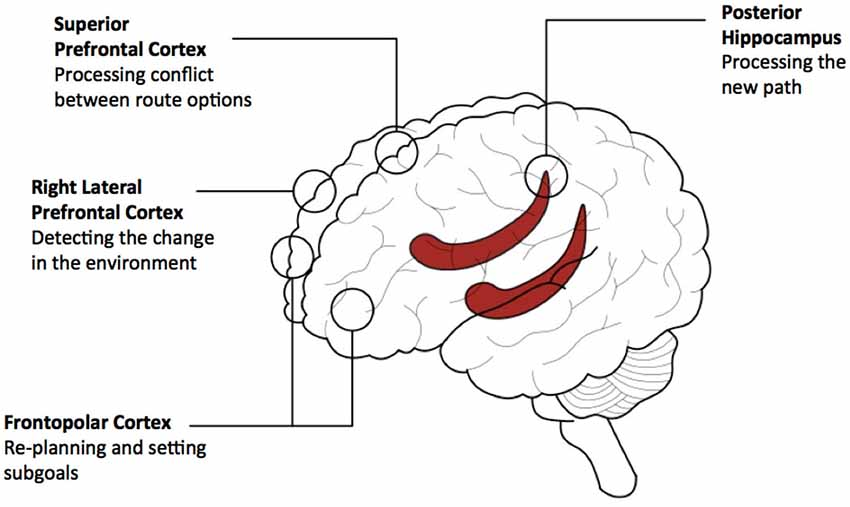 Superior
Prefrontal Cortex
Processing conflict
between route options
Posterior
Hippocampus
Processing the
new path
Right Lateral
Prefrontal Cortex
Detecting the change
in the environment
Frontopolar Cortex
Re-planning and setting
subgoals